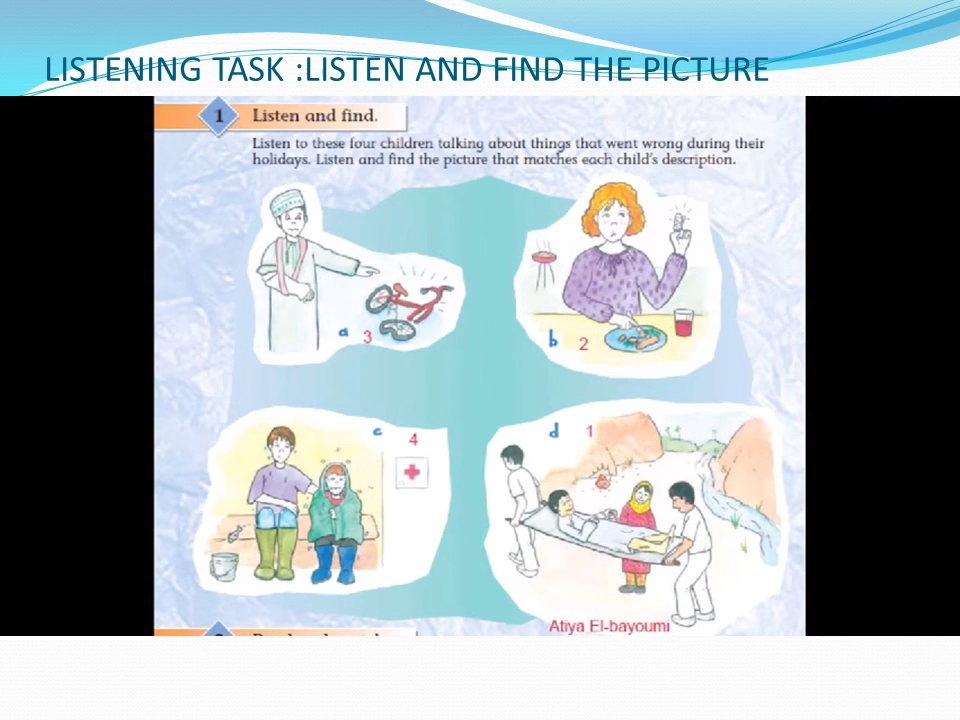 LISTENING TASK :LISTEN AND FIND THE PICTURE
1 Listen and find.
Listen to these four children talking about things that went wrong during their
holidays. Listen and find the picture that matches each child's description.
a 3
b 2
c 4
d 1
Atiya El-bayoumi